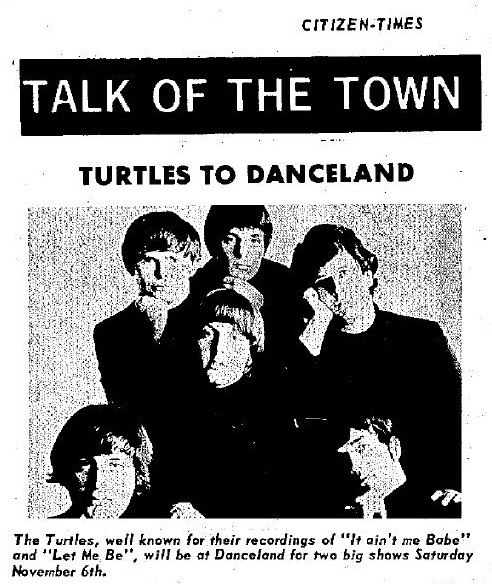 CITIZEN-TIMES
TALK OF THE TOWN
TURTLES TO DANCELAND
The Turtles, well known for their recordings of "It ain't me Babe"
and "Let Me Be", will be at Danceland for two big shows Saturday
November 6th.